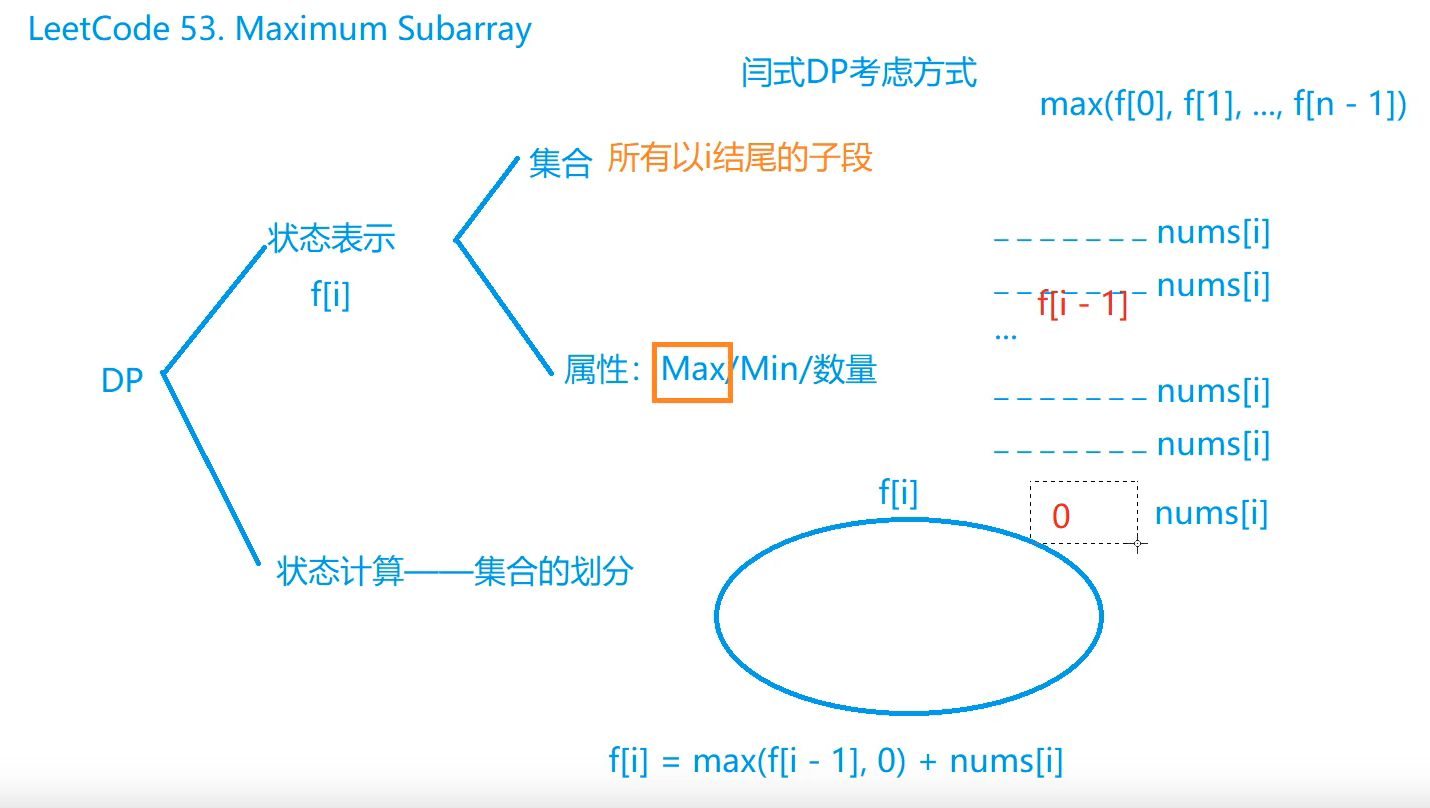 LeetCode 53. Maximum Subarray
闫式DP考虑方式
max(f[0], f[1], ..., f[n - 1])
集合 所有以i结尾的子段
状态表示
f[i]
_ _ _ _ _ _ _ nums[i]
_ _ _ _ _ _ _ nums[i]
f[i - 1]
...
DP
属性：Max/Min/数量
_ _ _ _ _ _ _ nums[i]
_ _ _ _ _ _ _ nums[i]
f[i]
0 nums[i]
状态计算——集合的划分
f[i] = max(f[i - 1], 0) + nums[i]